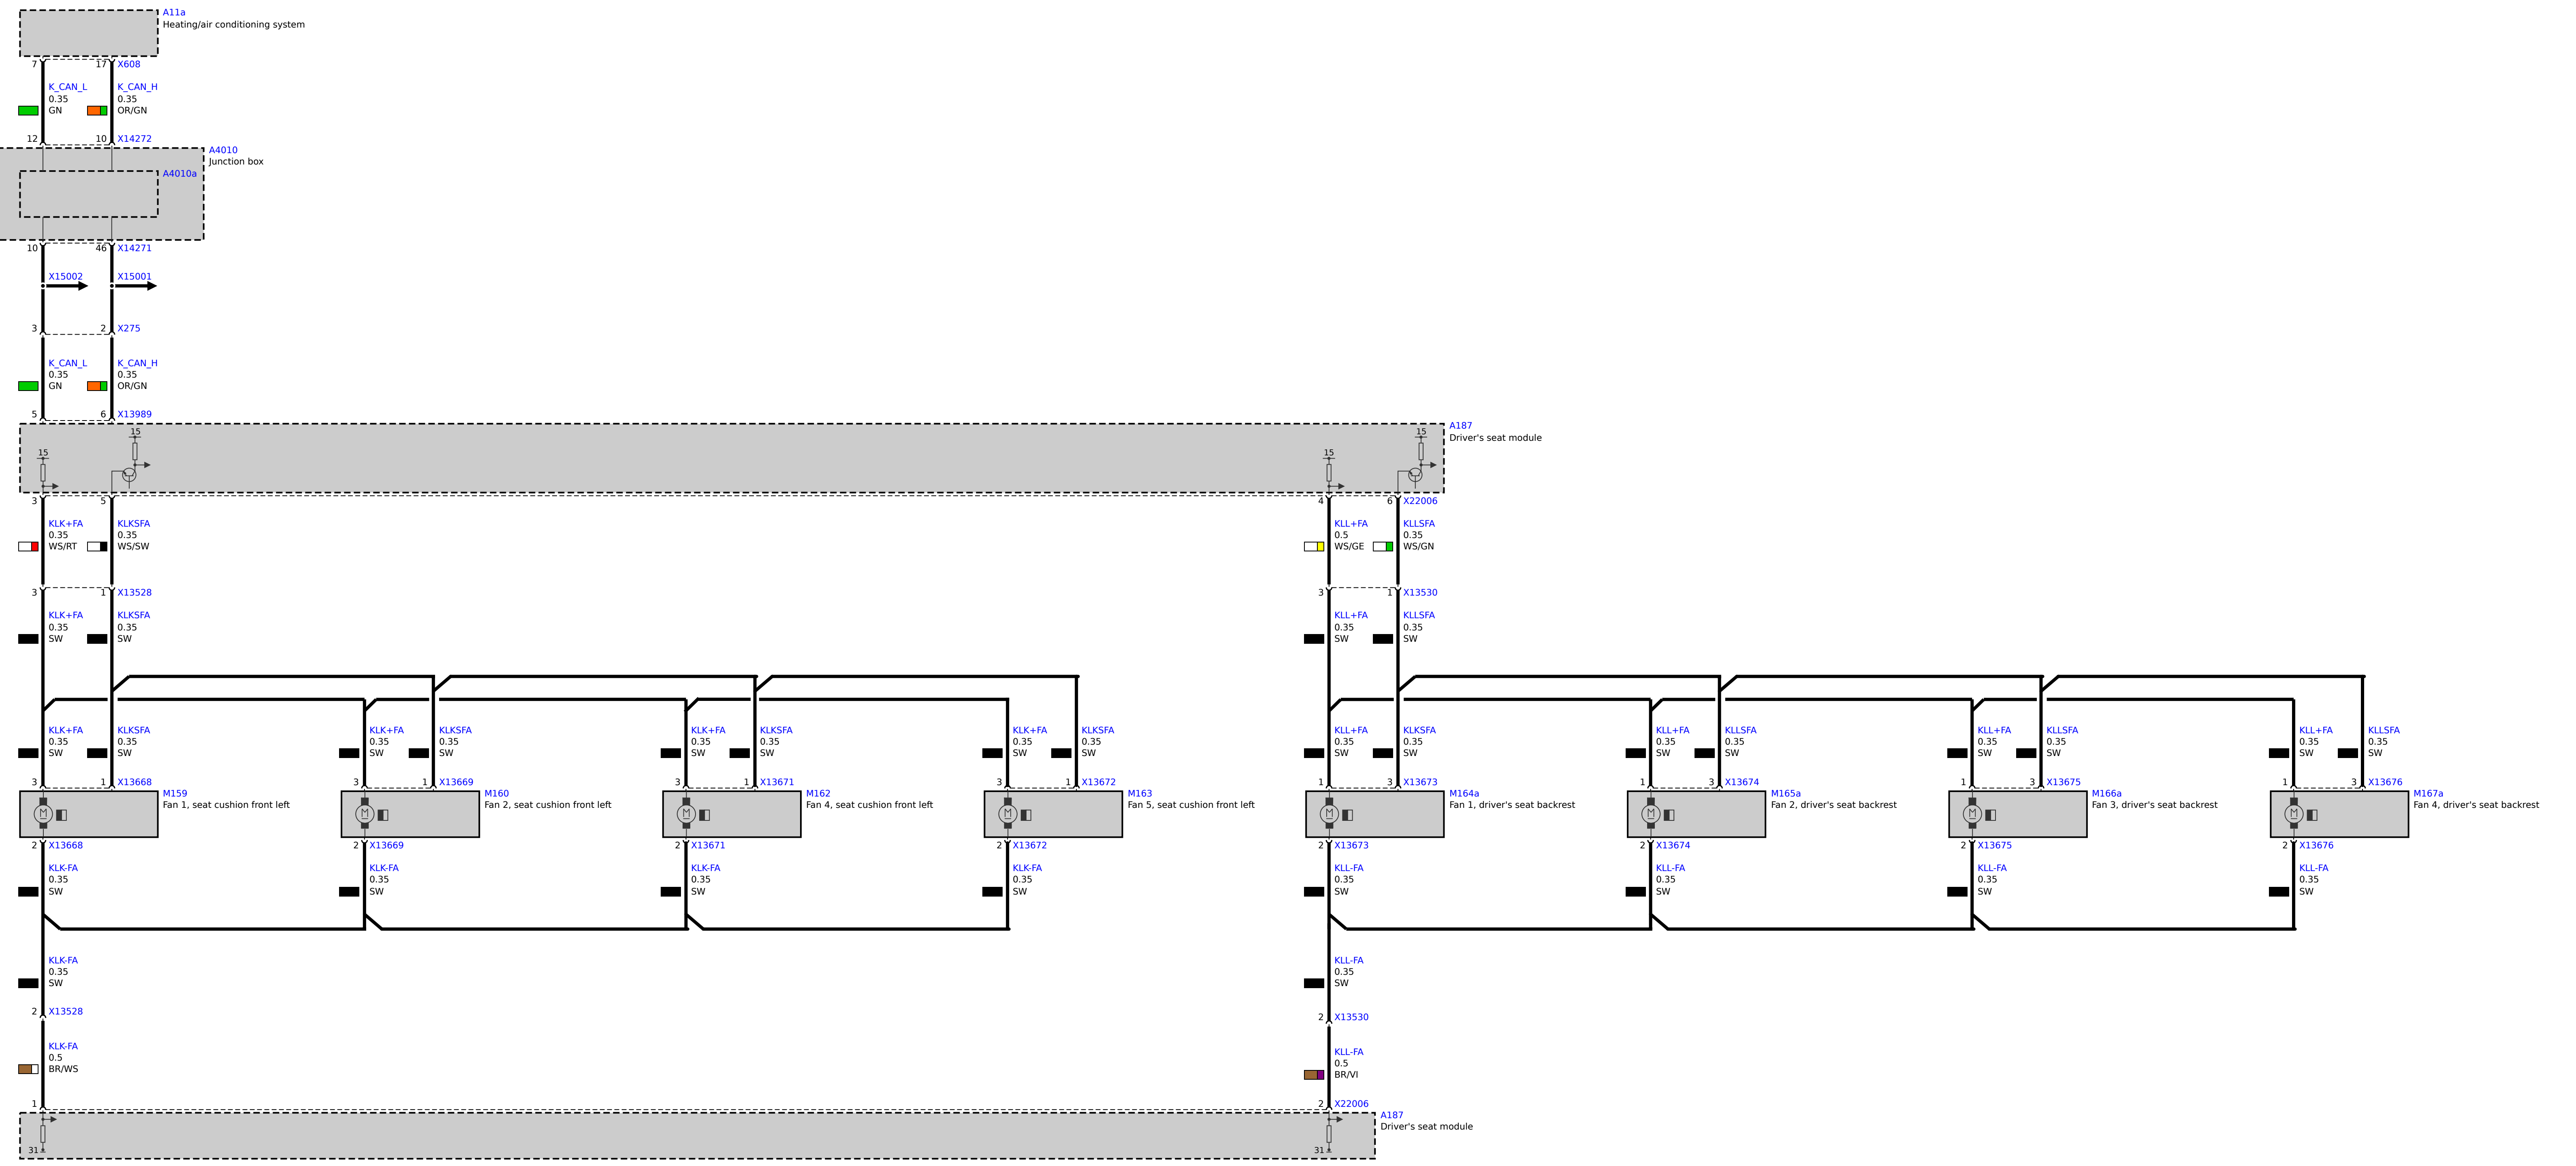 A11a
Heating/air conditioning system
7 17 X608
K_CAN_L K_CAN_H
0.35 0.35
GN OR/GN
12 10 X14272
A4010
Junction box
A4010a
10 46 X14271
X15002 X15001
3 2 X275
K_CAN_L K_CAN_H
0.35 0.35
GN OR/GN
5 6 X13989
A187
Driver's seat module
15 15 15 15
3 5 4 6 X22006
KLK+FA KLKSFA KLL+FA KLLSFA
0.35 0.35 0.5 0.35
WS/RT WS/SW WS/GE WS/GN
3 1 X13528 3 1 X13530
KLK+FA KLKSFA KLL+FA KLLSFA
0.35 0.35 0.35 0.35
SW SW SW SW
KLK+FA KLKSFA KLK+FA KLKSFA KLK+FA KLKSFA KLK+FA KLKSFA KLL+FA KLKSFA KLL+FA KLLSFA KLL+FA KLLSFA KLL+FA KLLSFA
0.35 0.35 0.35 0.35 0.35 0.35 0.35 0.35 0.35 0.35 0.35 0.35 0.35 0.35 0.35 0.35
SW SW SW SW SW SW SW SW SW SW SW SW SW SW SW SW
3 1 X13668 3 1 X13669 3 1 X13671 3 1 X13672 1 3 X13673 1 3 X13674 1 3 X13675 1 3 X13676
M159 M160 M162 M163 M164a M165a M166a M167a
Fan 1, seat cushion front left Fan 2, seat cushion front left Fan 4, seat cushion front left Fan 5, seat cushion front left Fan 1, driver's seat backrest Fan 2, driver's seat backrest Fan 3, driver's seat backrest Fan 4, driver's seat backrest
M M M M M M M M
2 X13668 2 X13669 2 X13671 2 X13672 2 X13673 2 X13674 2 X13675 2 X13676
KLK-FA KLK-FA KLK-FA KLK-FA KLL-FA KLL-FA KLL-FA KLL-FA
0.35 0.35 0.35 0.35 0.35 0.35 0.35 0.35
SW SW SW SW SW SW SW SW
KLK-FA KLL-FA
0.35 0.35
SW SW
2 X13528 2 X13530
KLK-FA KLL-FA
0.5 0.5
BR/WS BR/VI
1 2 X22006
A187
Driver's seat module
31 31